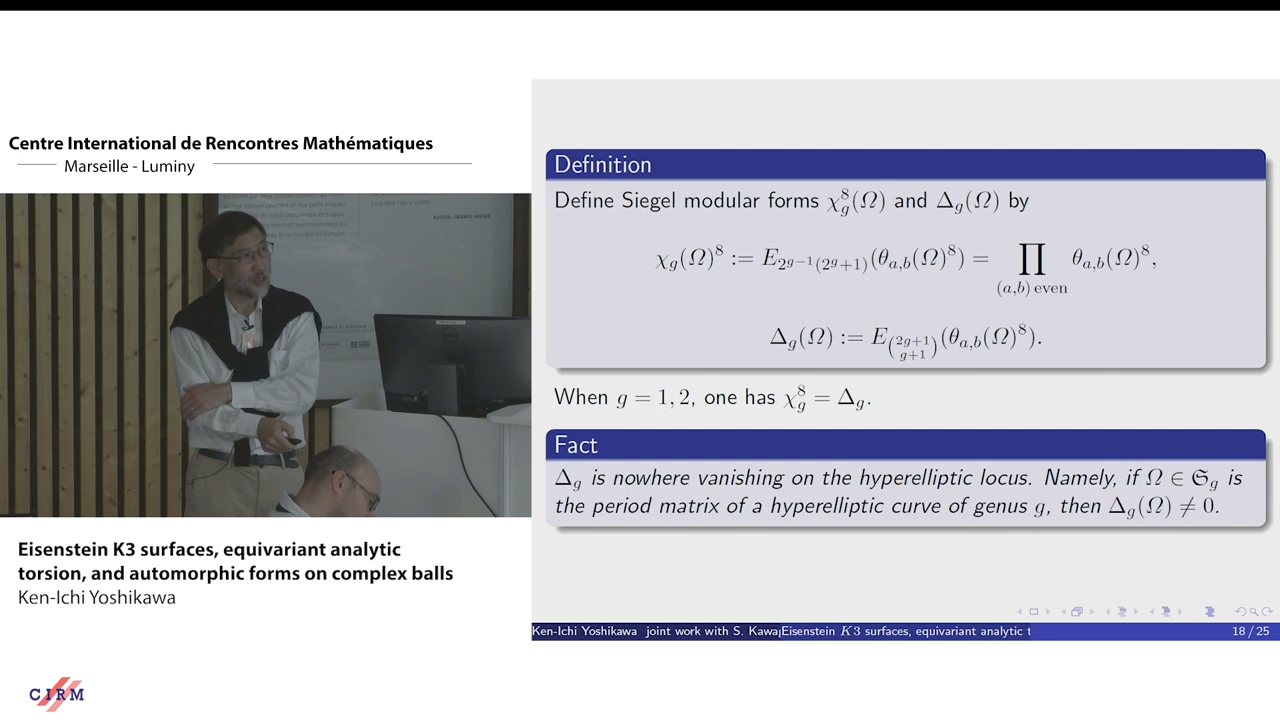 Centre International de Rencontres Mathématiques
Marseille - Luminy
AUTEUR : HERMIS KRIEGER
DELL
Eisenstein K3 surfaces, equivariant analytic
torsion, and automorphic forms on complex balls
Ken-Ichi Yoshikawa
CIRM
Definition
Define Siegel modular forms χ_g^8(Ω) and Δ_g(Ω) by
χ_g(Ω)^8 := E_{2^{g-1}(2^g+1)}(θ_{a,b}(Ω)^8) = ∏_{(a,b) even} θ_{a,b}(Ω)^8,
Δ_g(Ω) := E_{\binom{2g+1}{g+1}}(θ_{a,b}(Ω)^8).
When g = 1, 2, one has χ_g^8 = Δ_g.
Fact
Δ_g is nowhere vanishing on the hyperelliptic locus. Namely, if Ω ∈ 𝔖_g is
the period matrix of a hyperelliptic curve of genus g, then Δ_g(Ω) ≠ 0.
Ken-Ichi Yoshikawa joint work with S. Kawa
Eisenstein K3 surfaces, equivariant analytic t
18 / 25